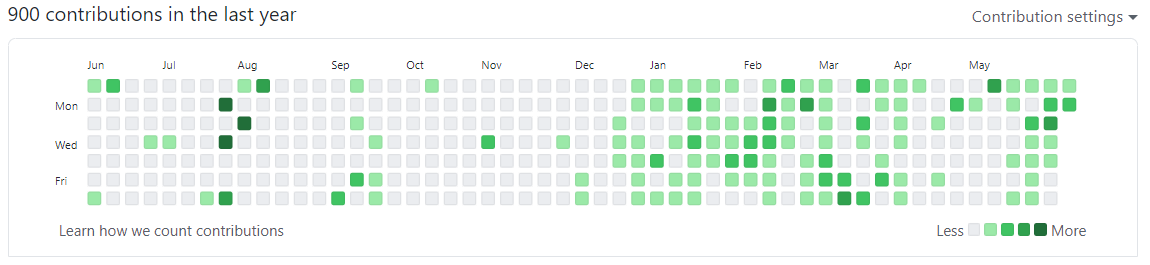 900 contributions in the last year
Contribution settings
Jun Jul Aug Sep Oct Nov Dec Jan Feb Mar Apr May
Mon
Wed
Fri
Learn how we count contributions
Less More